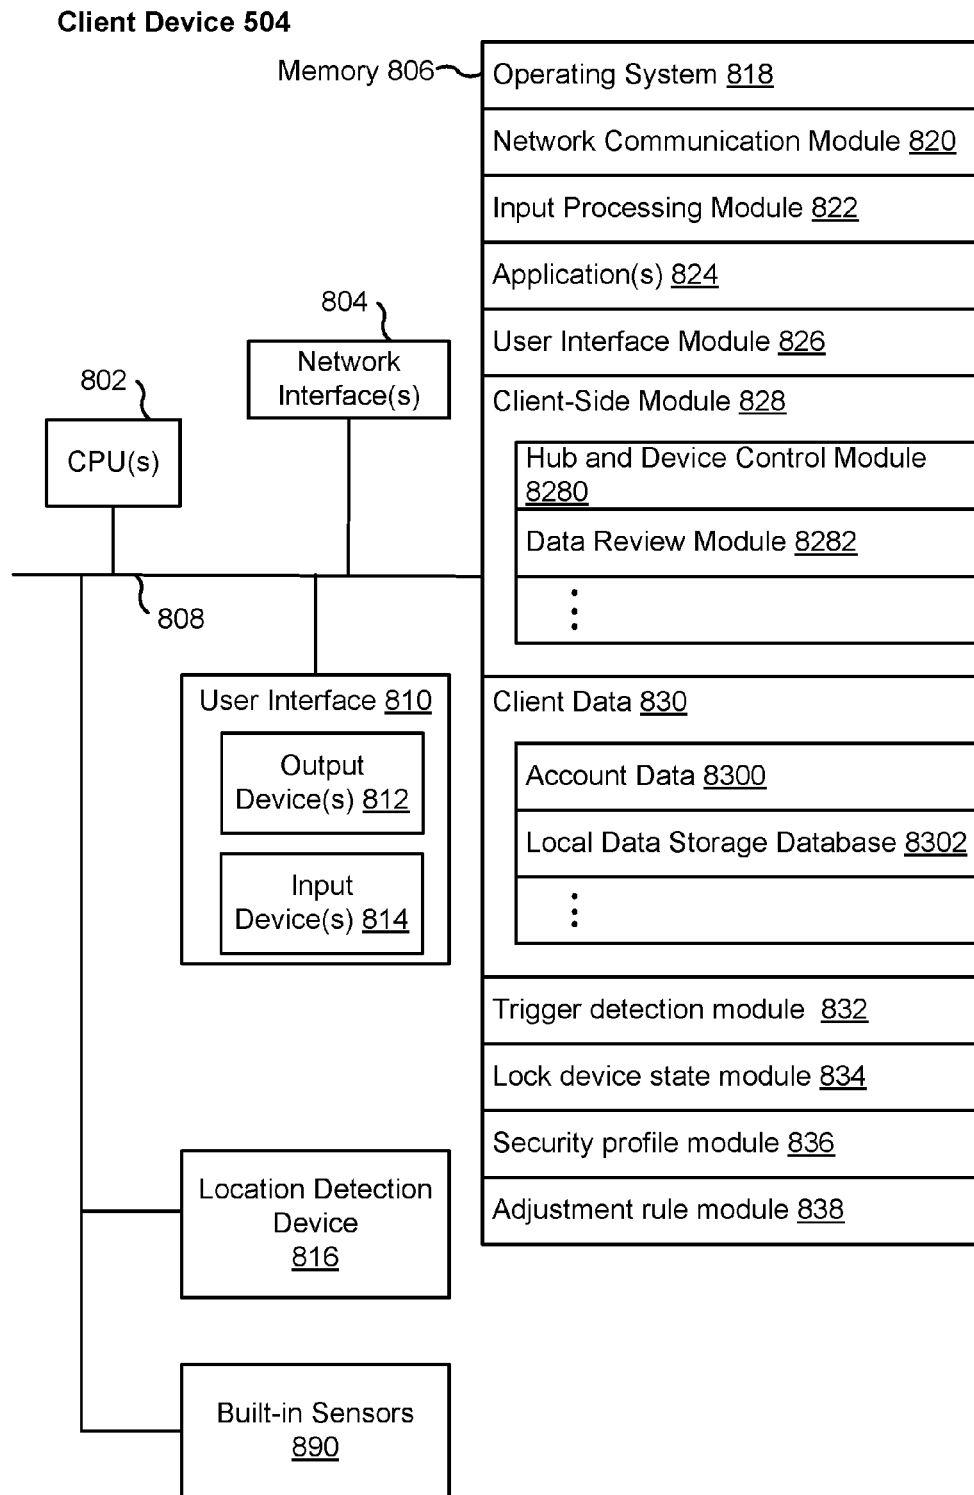 Client Device 504
Memory 806
Operating System 818
Network Communication Module 820
Input Processing Module 822
Application(s) 824
User Interface Module 826
Client-Side Module 828
Hub and Device Control Module
8280
Data Review Module 8282
Client Data 830
Account Data 8300
Local Data Storage Database 8302
Trigger detection module 832
Lock device state module 834
Security profile module 836
Adjustment rule module 838
804
Network
Interface(s)
802
CPU(s)
808
User Interface 810
Output
Device(s) 812
Input
Device(s) 814
Location Detection
Device
816
Built-in Sensors
890